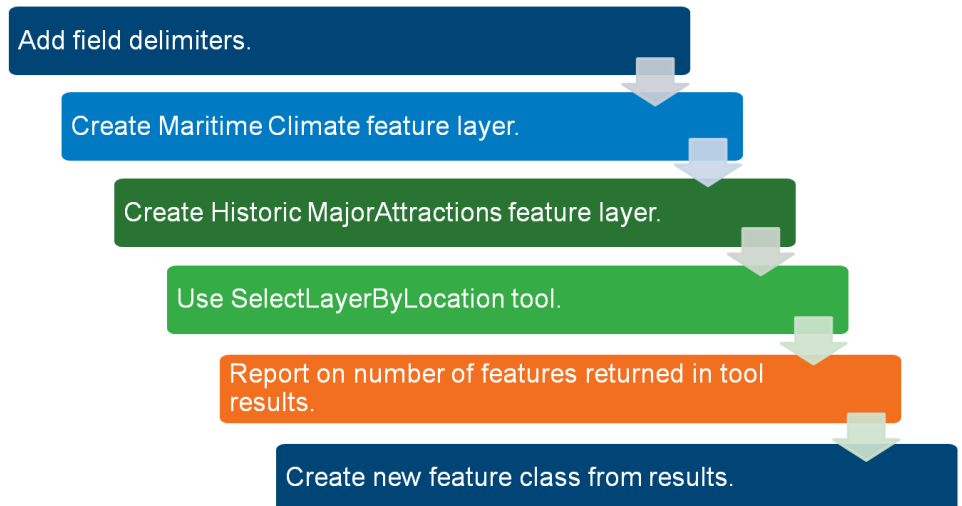 Add field delimiters.
Create Maritime Climate feature layer.
Create Historic MajorAttractions feature layer.
Use SelectLayerByLocation tool.
Report on number of features returned in tool
results.
Create new feature class from results.